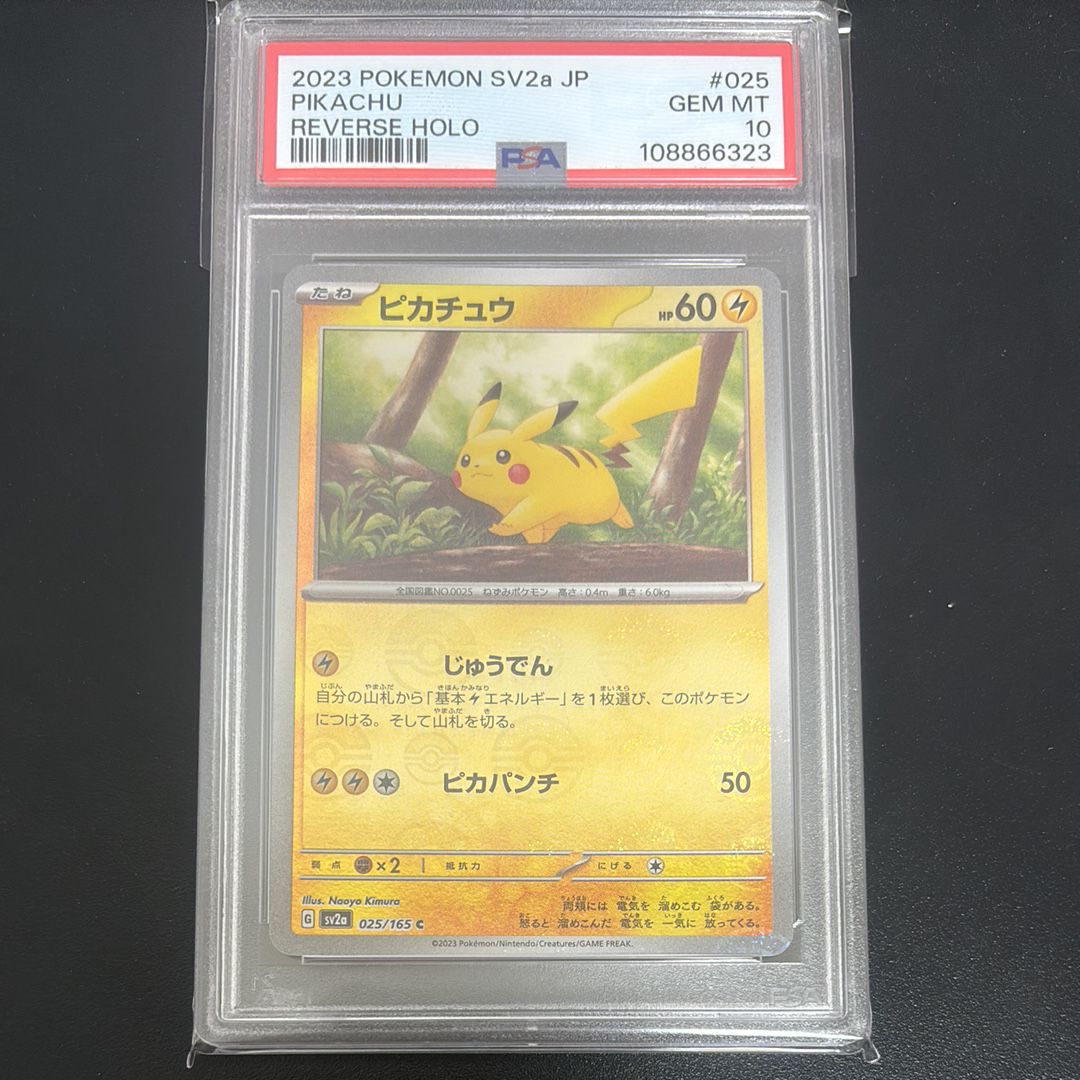 2023 POKEMON SV2a JP #025
PIKACHU GEM MT
REVERSE HOLO 10
108866323
PSA
たね ピカチュウ HP60
全国図鑑NO.0025 ねずみポケモン 高さ:0.4m 重さ:6.0kg
じゅうでん
自分の山札から「基本エネルギー」を1枚選び、このポケモン
につける。そして山札を切る。
ピカパンチ 50
弱点 ×2 抵抗力 にげる
Illus. Naoyo Kimura
両頬には 電気を 溜めこむ 袋がある。
怒ると 溜めこんだ 電気を 一気に 放ってくる。
G sv2a 025/165 C
©2023 Pokémon/Nintendo/Creatures/GAME FREAK.